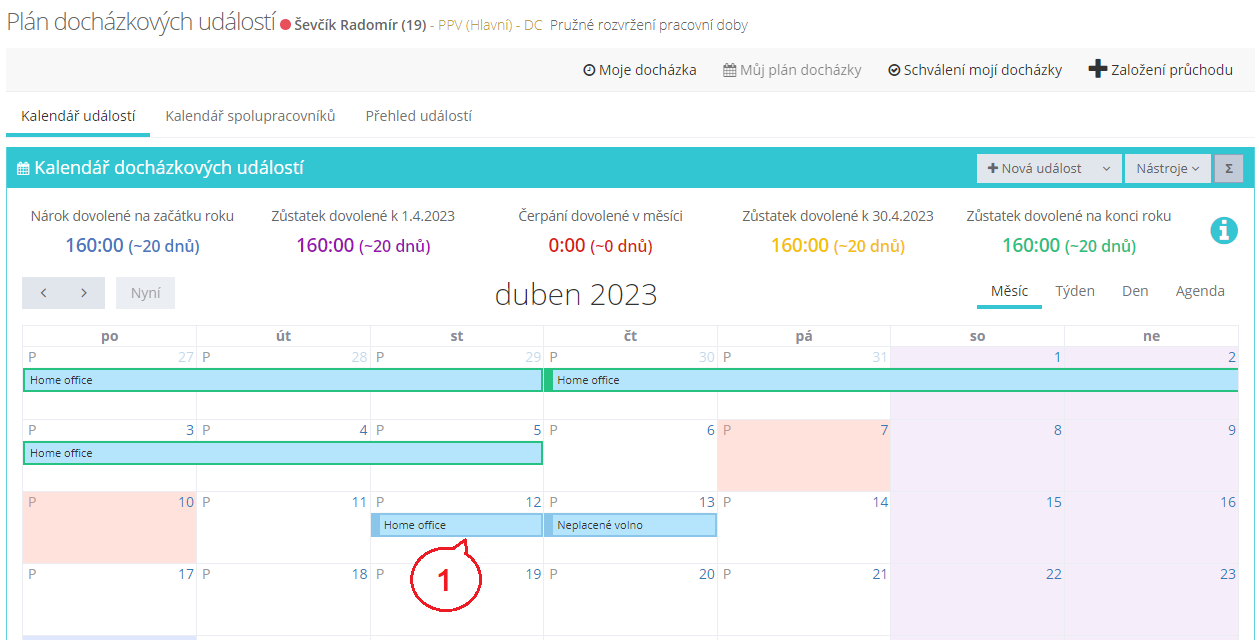 Plán docházkových událostí Ševčík Radomír (19) - PPV (Hlavní) - DC Pružné rozvržení pracovní doby
Moje docházka Můj plán docházky Schválení mojí docházky Založení průchodu
Kalendář událostí Kalendář spolupracovníků Přehled událostí
Kalendář docházkových událostí Nová událost Nástroje Σ
Nárok dovolené na začátku roku Zůstatek dovolené k 1.4.2023 Čerpání dovolené v měsíci Zůstatek dovolené k 30.4.2023 Zůstatek dovolené na konci roku
160:00 (~20 dnů) 160:00 (~20 dnů) 0:00 (~0 dnů) 160:00 (~20 dnů) 160:00 (~20 dnů)
Nyní duben 2023 Měsíc Týden Den Agenda
po út st čt pá so ne
P 27 P 28 P 29 P 30 P 31 1 2
Home office Home office
P 3 P 4 P 5 P 6 P 7 8 9
Home office
P 10 P 11 P 12 P 13 P 14 15 16
Home office Neplacené volno
P 17 P 18 P 19 P 20 P 21 22 23
1